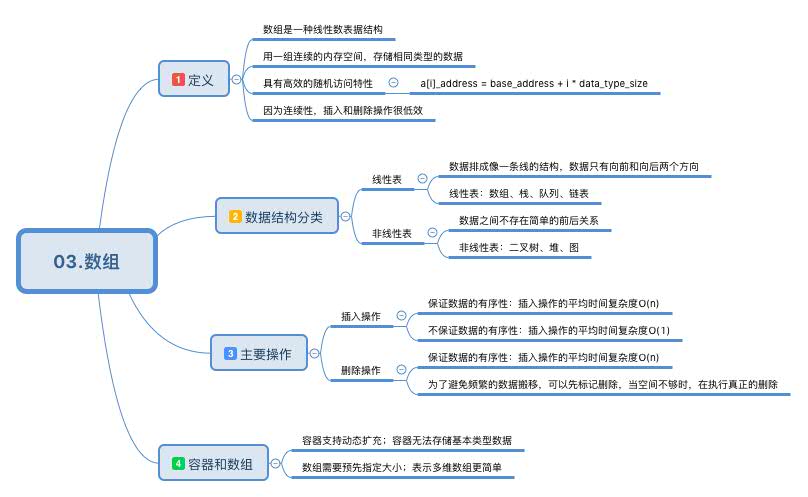 03.数组
1 定义
数组是一种线性数表据结构
用一组连续的内存空间，存储相同类型的数据
具有高效的随机访问特性
a[i]_address = base_address + i * data_type_size
因为连续性，插入和删除操作很低效
2 数据结构分类
线性表
数据排成像一条线的结构，数据只有向前和向后两个方向
线性表：数组、栈、队列、链表
非线性表
数据之间不存在简单的前后关系
非线性表：二叉树、堆、图
3 主要操作
插入操作
保证数据的有序性：插入操作的平均时间复杂度O(n)
不保证数据的有序性：插入操作的平均时间复杂度O(1)
删除操作
保证数据的有序性：插入操作的平均时间复杂度O(n)
为了避免频繁的数据搬移，可以先标记删除，当空间不够时，在执行真正的删除
4 容器和数组
容器支持动态扩充；容器无法存储基本类型数据
数组需要预先指定大小；表示多维数组更简单